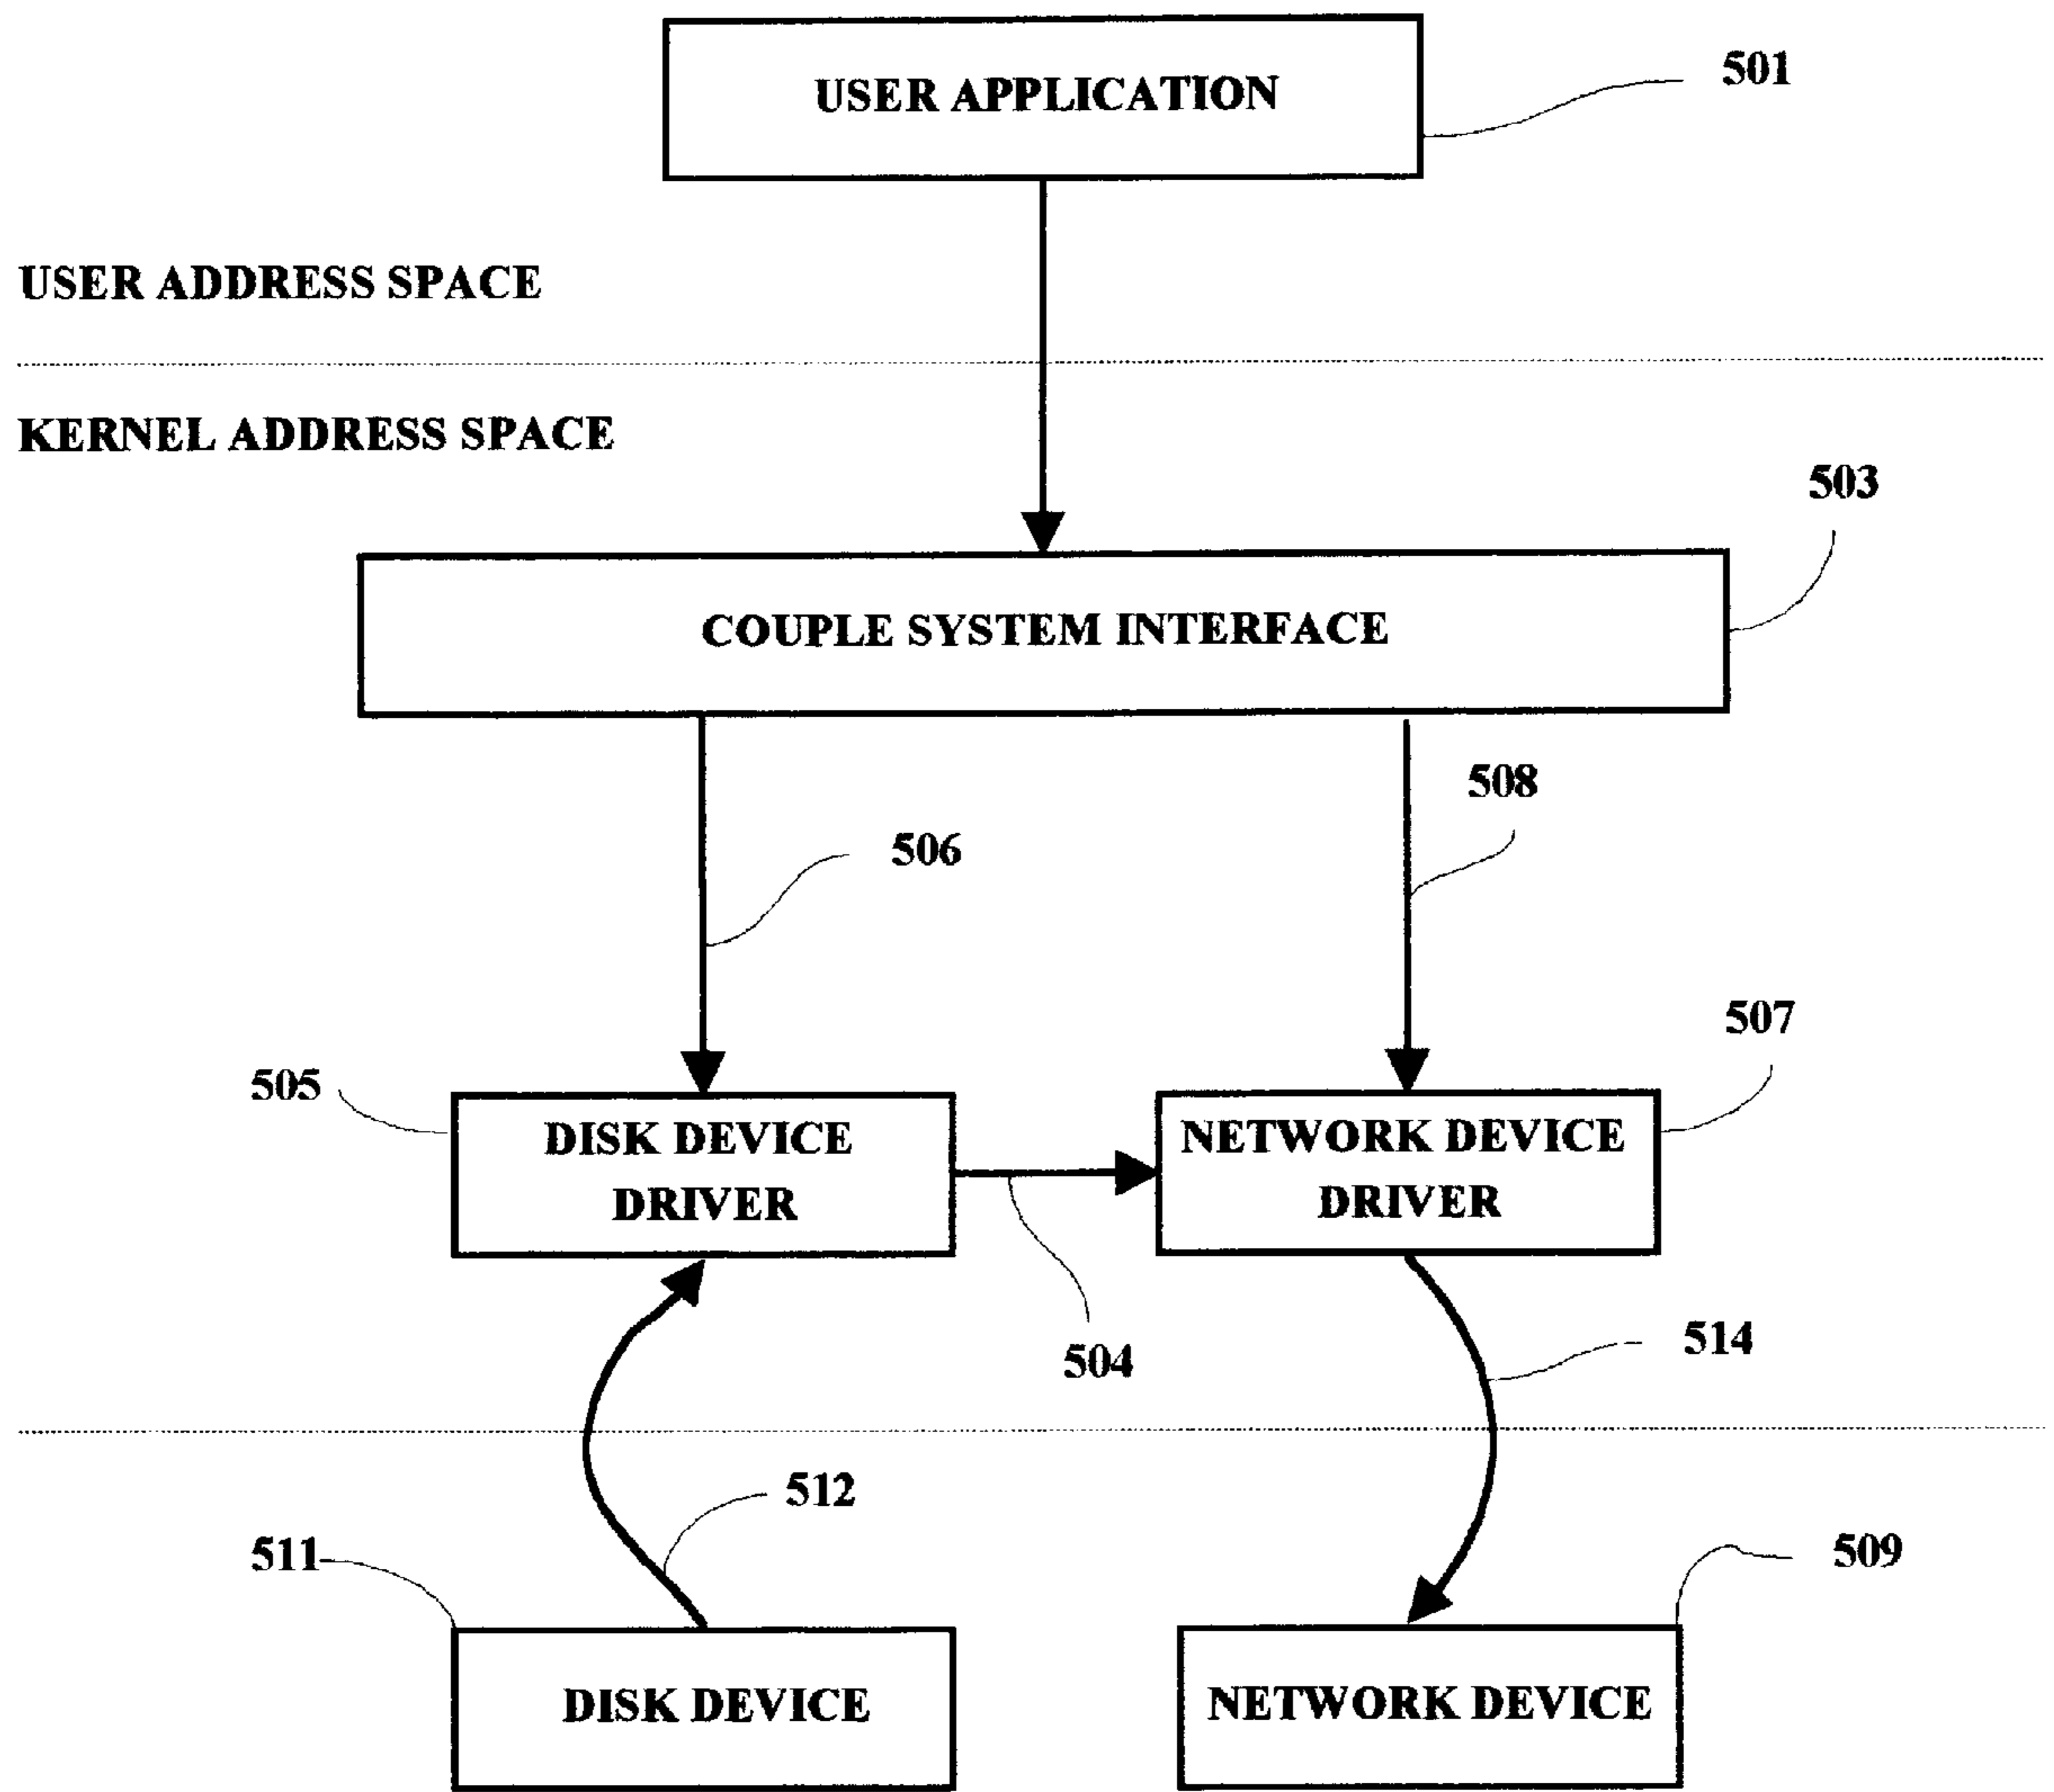 USER APPLICATION
501
USER ADDRESS SPACE
KERNEL ADDRESS SPACE
503
COUPLE SYSTEM INTERFACE
508
506
507
505
DISK DEVICE
DRIVER
NETWORK DEVICE
DRIVER
504
514
512
511
509
DISK DEVICE
NETWORK DEVICE